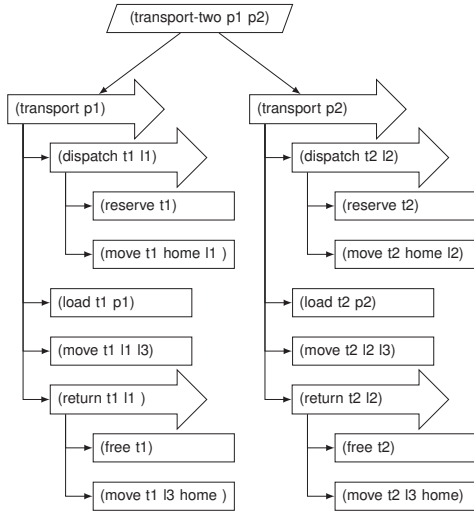 (transport-two p1 p2)
(transport p1)
(dispatch t1 l1)
(reserve t1)
(move t1 home l1 )
(load t1 p1)
(move t1 l1 l3)
(return t1 l1 )
(free t1)
(move t1 l3 home )
(transport p2)
(dispatch t2 l2)
(reserve t2)
(move t2 home l2)
(load t2 p2)
(move t2 l2 l3)
(return t2 l2)
(free t2)
(move t2 l3 home)